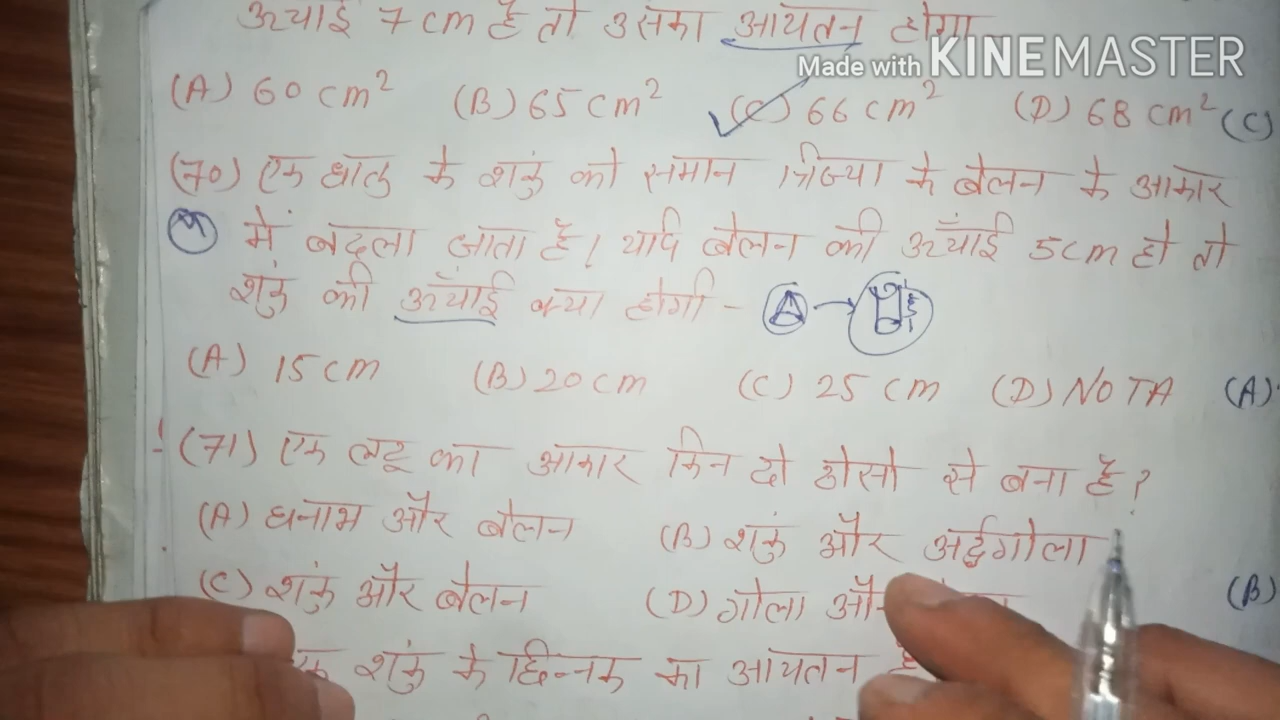 ऊचाई 7 cm है तो उसका आयतन होगा
Made with KINEMASTER
(A) 60 cm² (B) 65 cm² (C) 66 cm² (D) 68 cm² (C)
(70) एक धातु के शंकु को समान त्रिज्या के बेलन के आकार
में बदला जाता है। यदि बेलन की ऊँचाई 5cm हो तो
शंकु की ऊँचाई क्या होगी -
(A) 15 cm (B) 20 cm (C) 25 cm (D) NOTA (A)
(71) एक लट्टू का आकार किन दो ठोसो से बना है?
(A) घनाभ और बेलन (B) शंकु और अर्द्धगोला
(C) शंकु और बेलन (D) गोला और (B)
शंकु के छिन्नक का आयतन